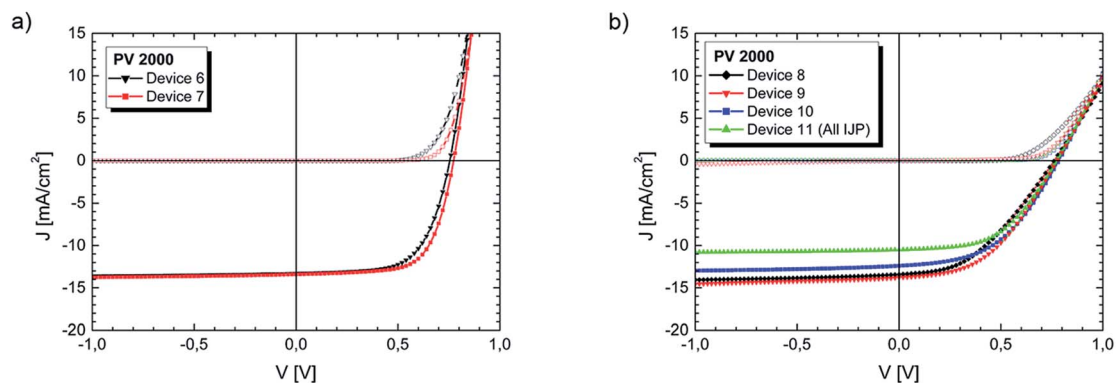 a)
15
10
5
0
-5
-10
-15
-20
J [mA/cm²]
PV 2000
Device 6
Device 7
-1,0
-0,5
0,0
0,5
1,0
V [V]
b)
15
10
5
0
-5
-10
-15
-20
J [mA/cm²]
PV 2000
Device 8
Device 9
Device 10
Device 11 (All IJP)
-1,0
-0,5
0,0
0,5
1,0
V [V]